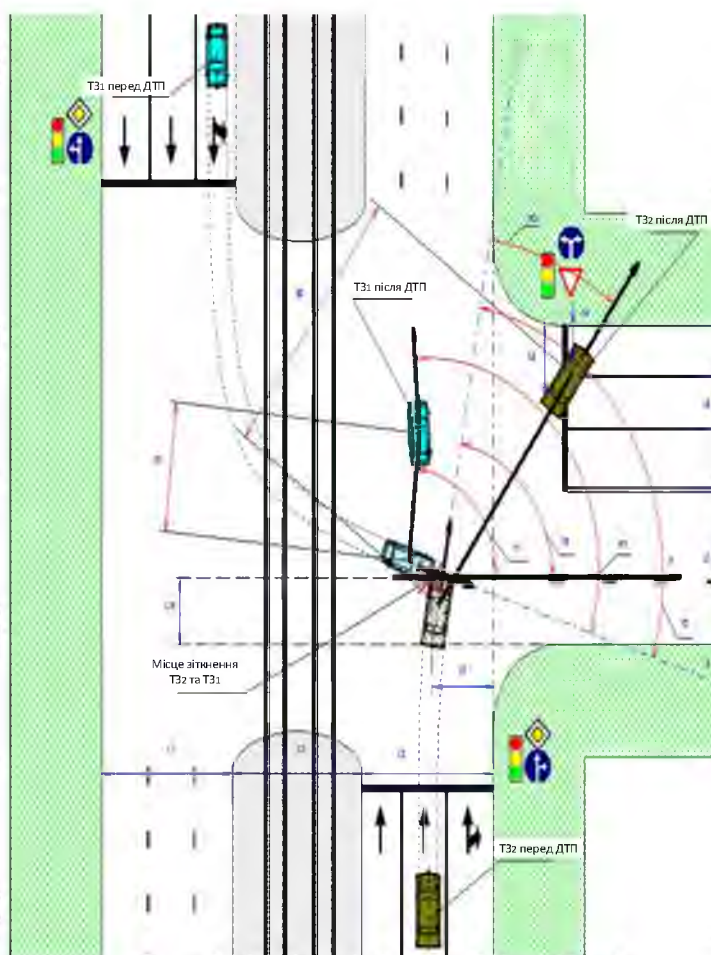 ТЗ1 перед ДТП
ТЗ2 після ДТП
ТЗ1 після ДТП
Місце зіткнення
ТЗ2 та ТЗ1
ТЗ2 перед ДТП